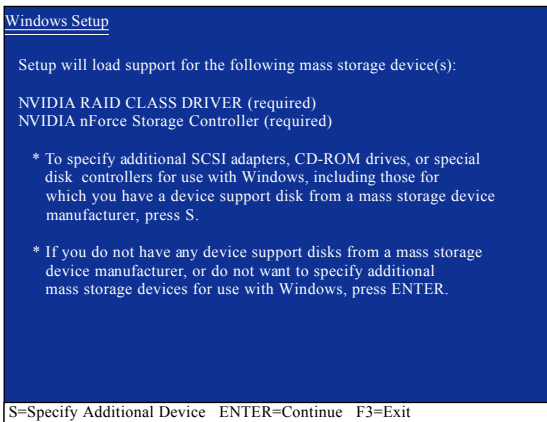 Windows Setup
Setup will load support for the following mass storage device(s):
NVIDIA RAID CLASS DRIVER (required)
NVIDIA nForce Storage Controller (required)
* To specify additional SCSI adapters, CD-ROM drives, or special
disk controllers for use with Windows, including those for
which you have a device support disk from a mass storage device
manufacturer, press S.
* If you do not have any device support disks from a mass storage
device manufacturer, or do not want to specify additional
mass storage devices for use with Windows, press ENTER.
S=Specify Additional Device ENTER=Continue F3=Exit